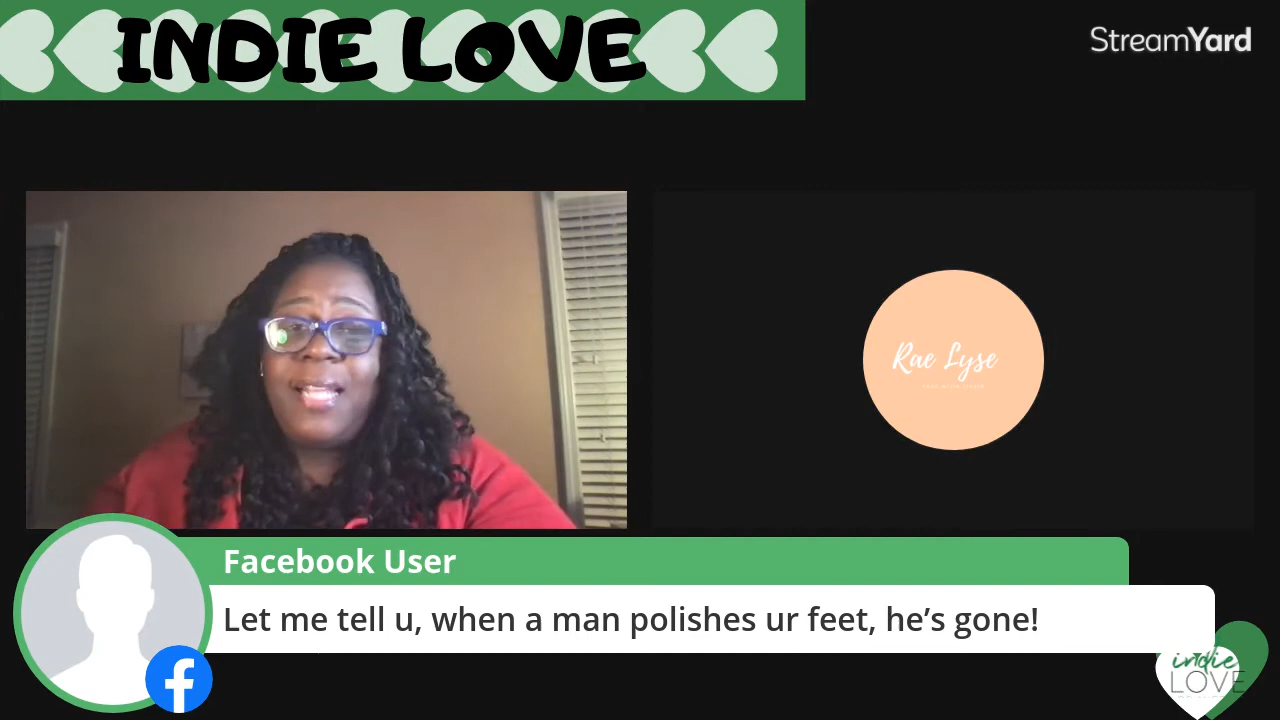 INDIE LOVE
StreamYard
Rae Lyse
Facebook User
Let me tell u, when a man polishes ur feet, he’s gone!
indie
LOVE